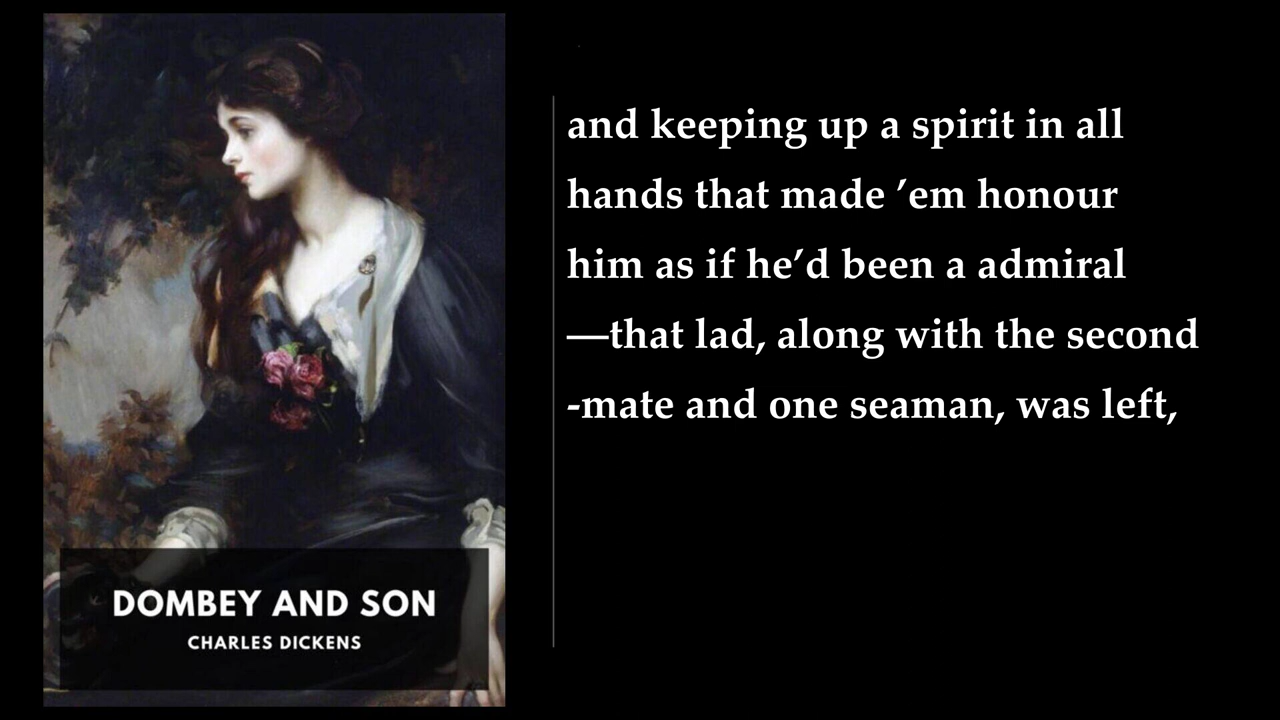 DOMBEY AND SON
CHARLES DICKENS
and keeping up a spirit in all
hands that made ’em honour
him as if he’d been a admiral
—that lad, along with the second
-mate and one seaman, was left,